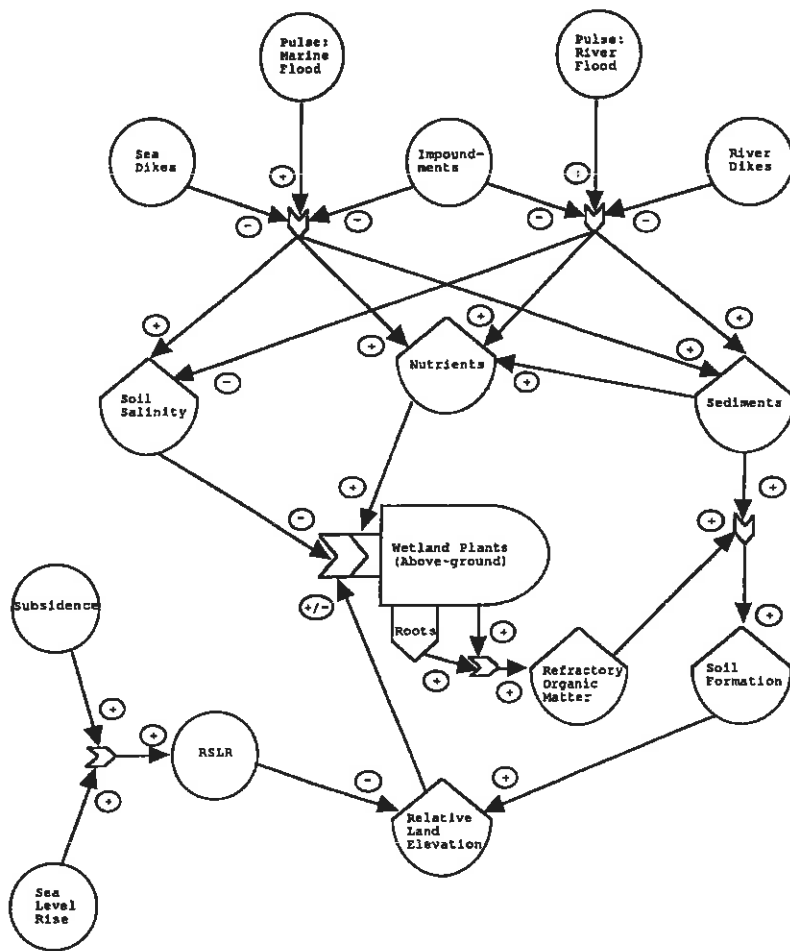 Pulse:
Marine
Flood
Pulse:
River
Flood
Sea
Dikes
Impound-
ments
River
Dikes
+
:
-
-
-
-
+
+
+
+
+
-
+
Nutrients
Soil
Salinity
Sediments
+
+
-
+
Wetland Plants
(Above-ground)
+/-
Subsidence
Roots
+
+
+
+
Refractory
Organic
Matter
Soil
Formation
+
+
RSLR
-
+
+
Relative
Land
Elevation
Sea
Level
Rise